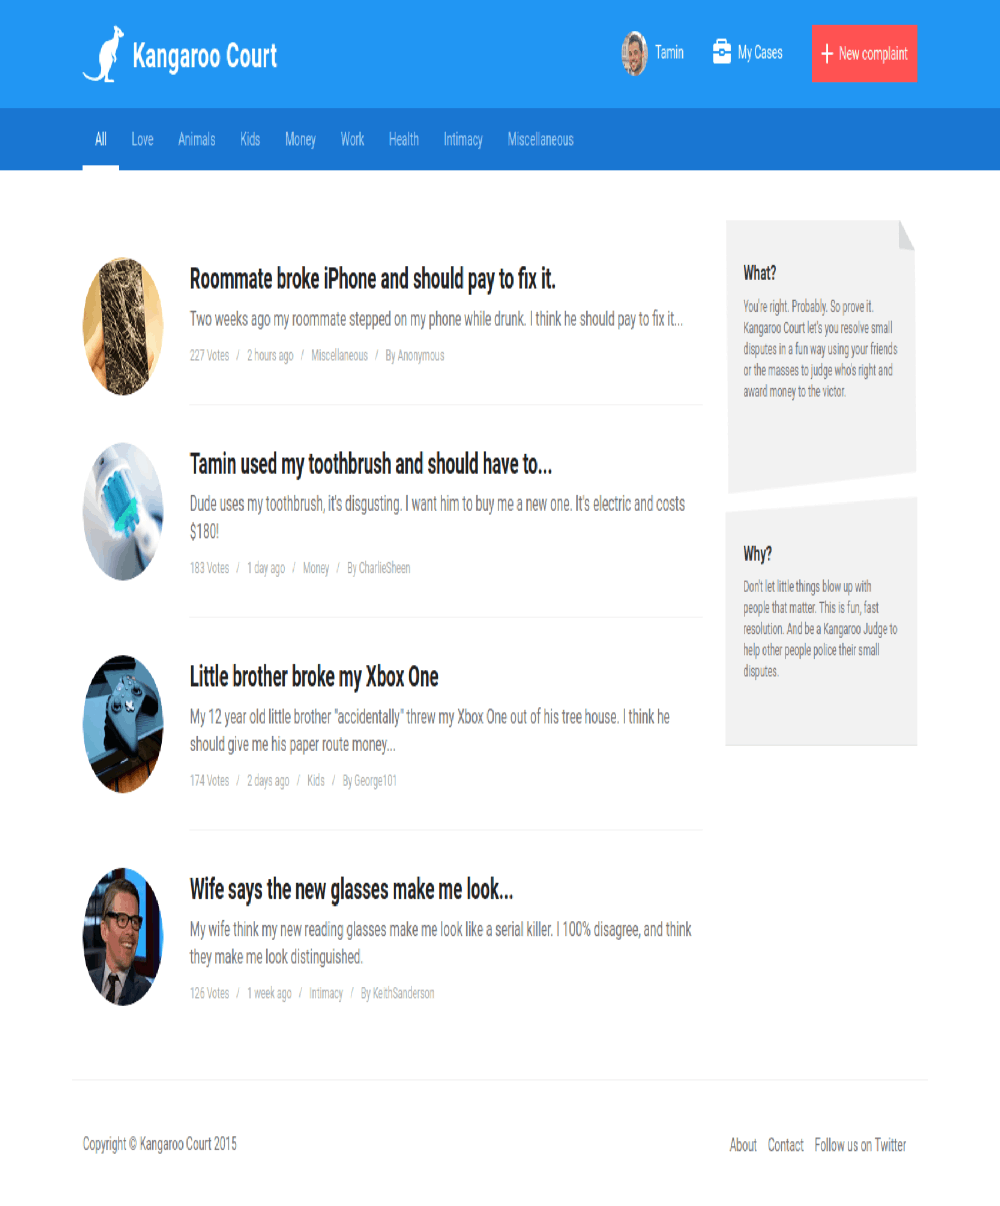 Kangaroo Court
Tamin
My Cases
New complaint
All Love Animals Kids Money Work Health Intimacy Miscellaneous
Roommate broke iPhone and should pay to fix it.
Two weeks ago my roommate stepped on my phone while drunk. I think he should pay to fix it...
227 Votes / 2 hours ago / Miscellaneous / By Anonymous
Tamin used my toothbrush and should have to...
Dude uses my toothbrush, it's disgusting. I want him to buy me a new one. It's electric and costs
$180!
183 Votes / 1 day ago / Money / By CharlieSheen
Little brother broke my Xbox One
My 12 year old little brother "accidentally" threw my Xbox One out of his tree house. I think he
should give me his paper route money...
174 Votes / 2 days ago / Kids / By George101
Wife says the new glasses make me look...
My wife think my new reading glasses make me look like a serial killer. I 100% disagree, and think
they make me look distinguished.
126 Votes / 1 week ago / Intimacy / By KeithSanderson
What?
You're right. Probably. So prove it.
Kangaroo Court let's you resolve small
disputes in a fun way using your friends
or the masses to judge who's right and
award money to the victor.
Why?
Don't let little things blow up with
people that matter. This is fun, fast
resolution. And be a Kangaroo Judge to
help other people police their small
disputes.
Copyright © Kangaroo Court 2015
About Contact Follow us on Twitter